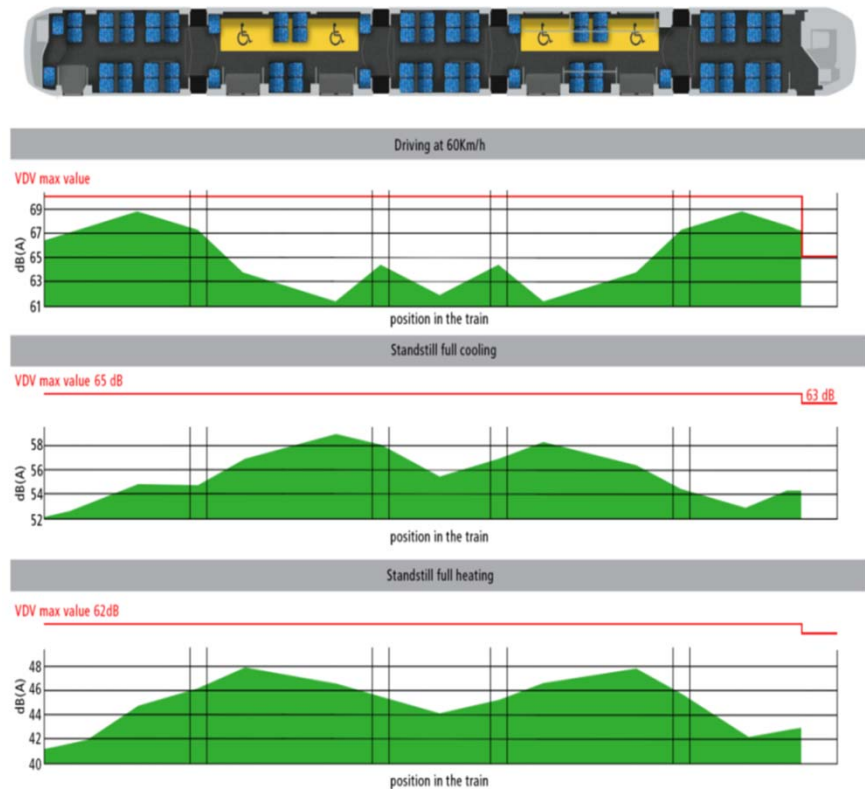 Driving at 60Km/h
VDV max value
69
67
65
63
61
dB(A)
position in the train
Standstill full cooling
VDV max value 65 dB
63 dB
58
56
54
52
dB(A)
position in the train
Standstill full heating
VDV max value 62dB
48
46
44
42
40
dB(A)
position in the train